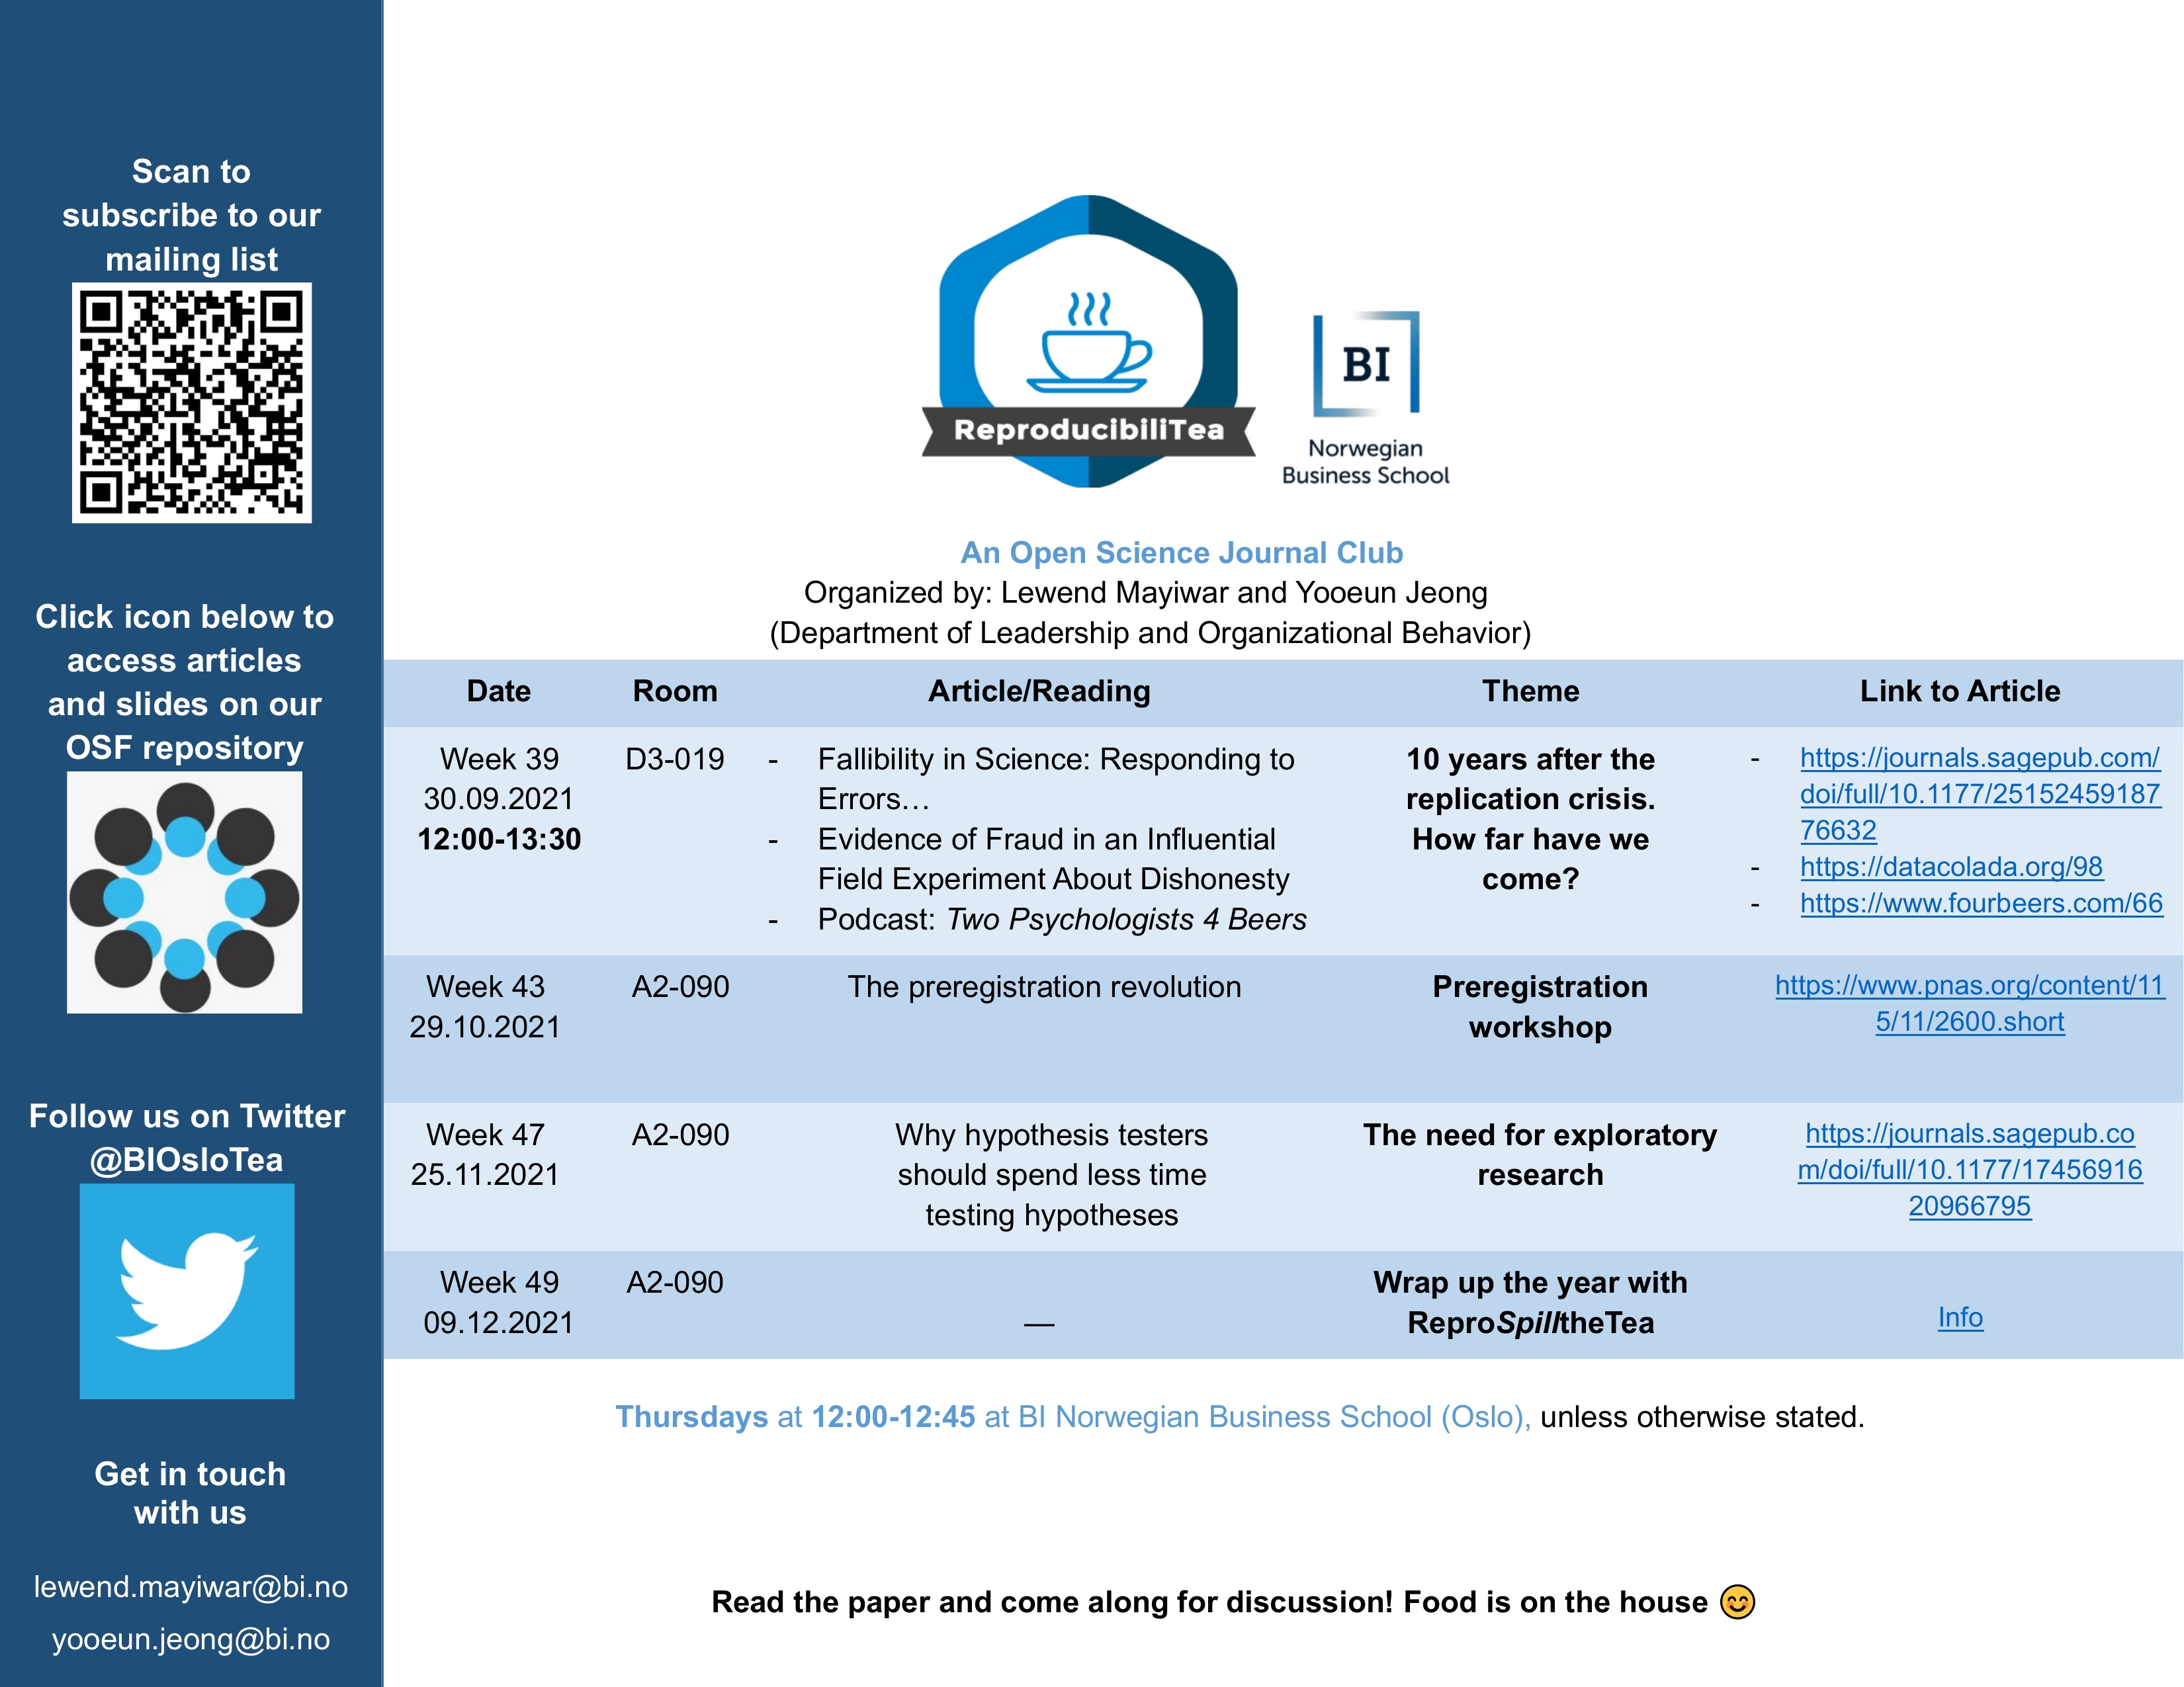 Scan to
subscribe to our
mailing list
Click icon below to
access articles
and slides on our
OSF repository
Follow us on Twitter
@BIOsloTea
Get in touch
with us
lewend.mayiwar@bi.no
yooeun.jeong@bi.no
ReproducibiliTea
BI
Norwegian
Business School
An Open Science Journal Club
Organized by: Lewend Mayiwar and Yooeun Jeong
(Department of Leadership and Organizational Behavior)
Date Room Article/Reading Theme Link to Article
Week 39
30.09.2021
12:00-13:30
D3-019
- Fallibility in Science: Responding to
Errors…
- Evidence of Fraud in an Influential
Field Experiment About Dishonesty
- Podcast: Two Psychologists 4 Beers
10 years after the
replication crisis.
How far have we
come?
- https://journals.sagepub.com/
doi/full/10.1177/25152459187
76632
- https://datacolada.org/98
- https://www.fourbeers.com/66
Week 43
29.10.2021
A2-090
The preregistration revolution
Preregistration
workshop
https://www.pnas.org/content/11
5/11/2600.short
Week 47
25.11.2021
A2-090
Why hypothesis testers
should spend less time
testing hypotheses
The need for exploratory
research
https://journals.sagepub.co
m/doi/full/10.1177/17456916
20966795
Week 49
09.12.2021
A2-090
—
Wrap up the year with
ReproSpilltheTea
Info
Thursdays at 12:00-12:45 at BI Norwegian Business School (Oslo), unless otherwise stated.
Read the paper and come along for discussion! Food is on the house 😊